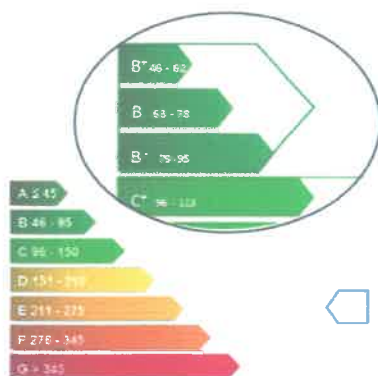 B+ 46 - 62
B 63 - 78
B- 79-95
C+ 96 - 113
A ≤ 45
B 46 - 95
C 96 - 150
D 151 - 210
E 211 - 275
F 276 - 345
G > 345